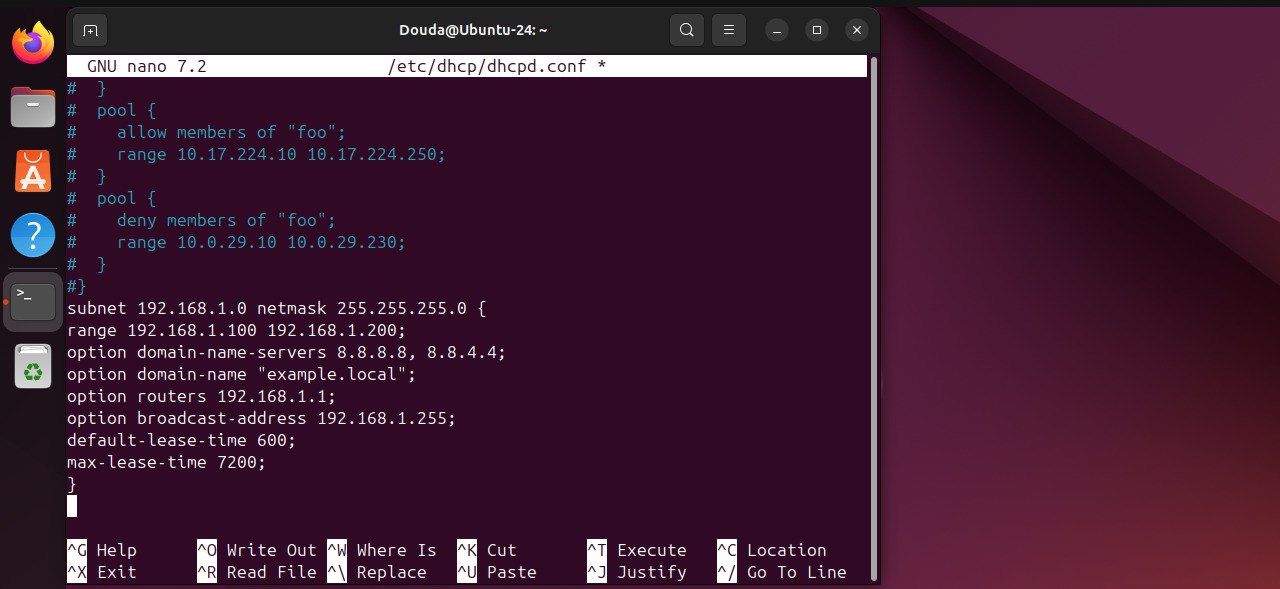 Douda@Ubuntu-24: ~
GNU nano 7.2 /etc/dhcp/dhcpd.conf *
#  }
#  pool {
#    allow members of "foo";
#    range 10.17.224.10 10.17.224.250;
#  }
#  pool {
#    deny members of "foo";
#    range 10.0.29.10 10.0.29.230;
#  }
#}
subnet 192.168.1.0 netmask 255.255.255.0 {
range 192.168.1.100 192.168.1.200;
option domain-name-servers 8.8.8.8, 8.8.4.4;
option domain-name "example.local";
option routers 192.168.1.1;
option broadcast-address 192.168.1.255;
default-lease-time 600;
max-lease-time 7200;
}
^G Help ^O Write Out ^W Where Is ^K Cut ^T Execute ^C Location
^X Exit ^R Read File ^\ Replace ^U Paste ^J Justify ^/ Go To Line